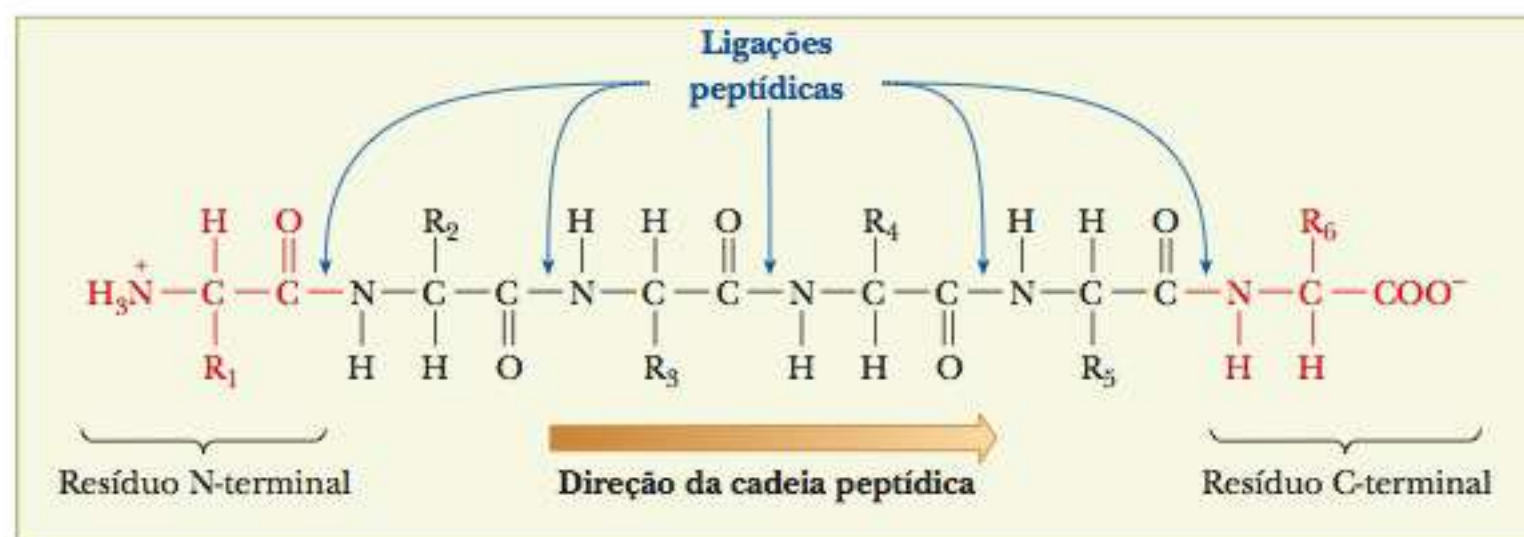 Ligações
peptídicas
H R₂ H H R₄ H H R₆
H O O O
H₃N⁺—C—C—N—C—C—N—C—C—N—C—C—N—C—C—N—C—COO⁻
R₁ H H O R₃ H H O R₅ H H
Resíduo N-terminal Direção da cadeia peptídica Resíduo C-terminal